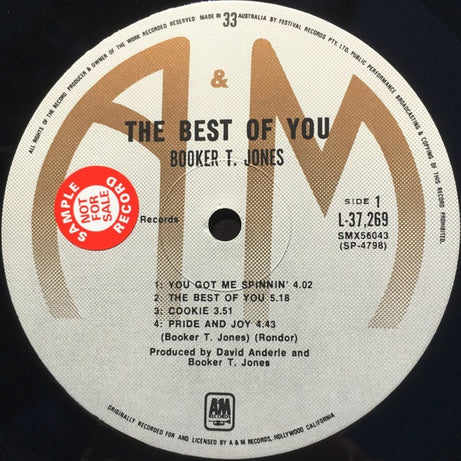 ALL RIGHTS OF THE RECORD PRODUCER & OWNER OF THE WORK RECORDED RESERVED MADE IN 33 AUSTRALIA BY FESTIVAL RECORDS PTY. LTD. PUBLIC PERFORMANCE BROADCASTING & COPYING OF THIS RECORD PROHIBITED.
A & M
THE BEST OF YOU
BOOKER T. JONES
SAMPLE
NOT
FOR
SALE
RECORD
Records
SIDE 1
L-37,269
SMX56043
(SP-4798)
1: YOU GOT ME SPINNIN' 4.02
2: THE BEST OF YOU 5.18
3: COOKIE 3.51
4: PRIDE AND JOY 4.43
(Booker T. Jones) (Rondor)
Produced by David Anderle and
Booker T. Jones
A&M
RECORDS
ORIGINALLY RECORDED FOR AND LICENSED BY A & M RECORDS, HOLLYWOOD CALIFORNIA